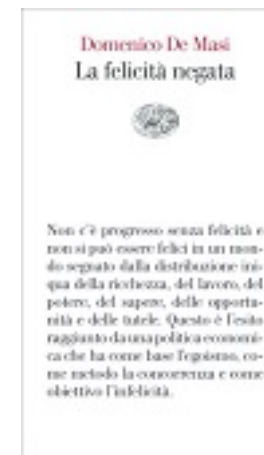 Domenico De Masi
La felicità negata
Non c'è progresso senza felicità e
non si può essere felici in un mon-
do segnato dalla distribuzione ini-
qua della ricchezza, del lavoro, del
potere, del sapere, delle opportu-
nità e delle tutele. Questo è l'esito
raggiunto da una politica economi-
ca che ha come base l'egoismo, co-
me metodo la concorrenza e come
obiettivo l'infelicità.